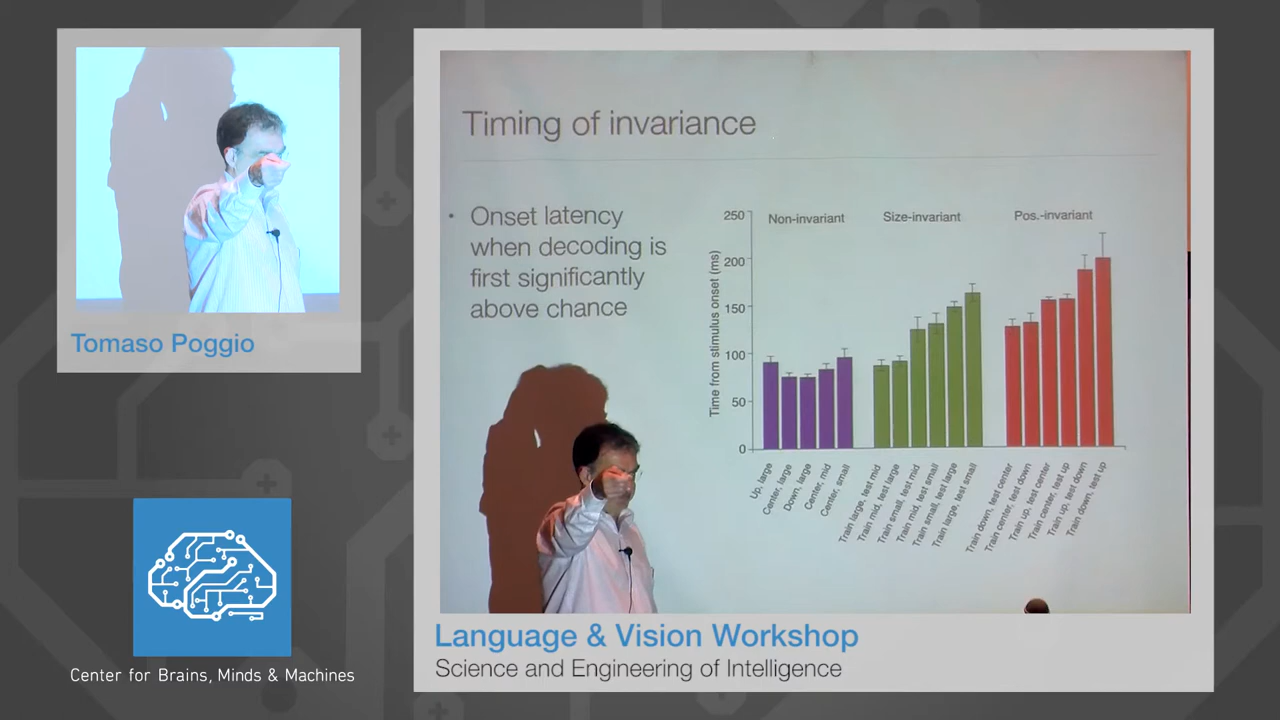 Tomaso Poggio
Center for Brains, Minds & Machines
Timing of invariance
• Onset latency
when decoding is
first significantly
above chance
Time from stimulus onset (ms)
250
200
150
100
50
0
Non-invariant
Size-invariant
Pos.-invariant
Up, large
Center, large
Down, large
Center, mid
Center, small
Train large, test mid
Train mid, test large
Train small, test mid
Train mid, test small
Train small, test large
Train large, test small
Train down, test center
Train center, test down
Train up, test center
Train center, test up
Train up, test down
Train down, test up
Language & Vision Workshop
Science and Engineering of Intelligence